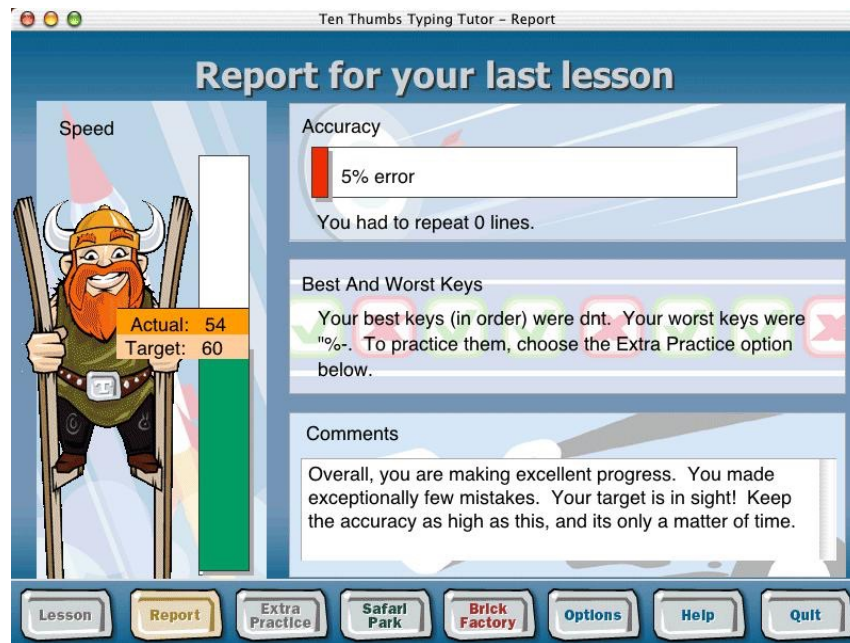 Ten Thumbs Typing Tutor – Report
Report for your last lesson
Speed
Actual: 54
Target: 60
Accuracy
5% error
You had to repeat 0 lines.
Best And Worst Keys
Your best keys (in order) were dnt. Your worst keys were
"%-. To practice them, choose the Extra Practice option
below.
Comments
Overall, you are making excellent progress. You made
exceptionally few mistakes. Your target is in sight! Keep
the accuracy as high as this, and its only a matter of time.
Lesson
Report
Extra
Practice
Safari
Park
Brick
Factory
Options
Help
Quit
T